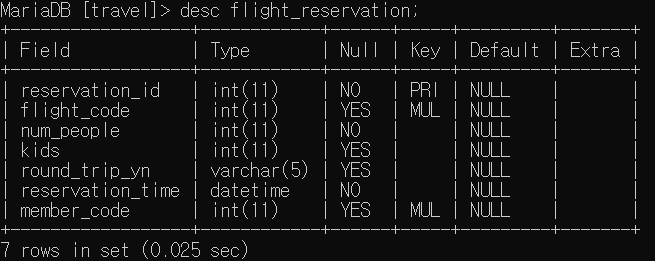 MariaDB [travel]> desc flight_reservation;
+------------------+------------+------+-----+---------+-------+
| Field            | Type       | Null | Key | Default | Extra |
+------------------+------------+------+-----+---------+-------+
| reservation_id   | int(11)    | NO   | PRI | NULL    |       |
| flight_code      | int(11)    | YES  | MUL | NULL    |       |
| num_people       | int(11)    | NO   |     | NULL    |       |
| kids             | int(11)    | YES  |     | NULL    |       |
| round_trip_yn    | varchar(5) | YES  |     | NULL    |       |
| reservation_time | datetime   | NO   |     | NULL    |       |
| member_code      | int(11)    | YES  | MUL | NULL    |       |
+------------------+------------+------+-----+---------+-------+
7 rows in set (0.025 sec)